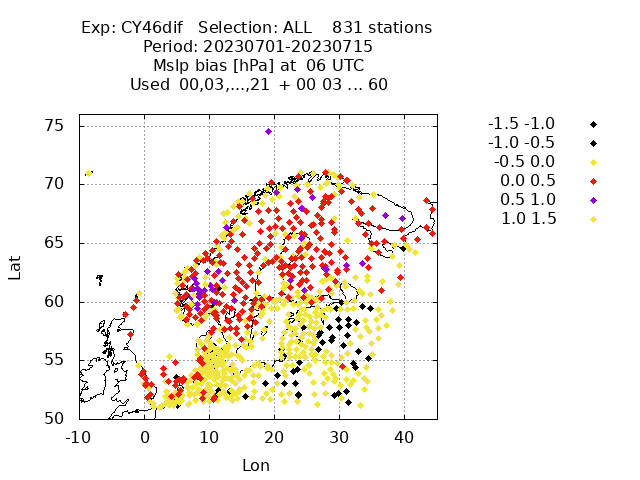 Exp: CY46dif Selection: ALL 831 stations
Period: 20230701-20230715
Mslp bias [hPa] at 06 UTC
Used 00,03,...,21 + 00 03 ... 60
-1.5 -1.0
-1.0 -0.5
-0.5 0.0
0.0 0.5
0.5 1.0
1.0 1.5
75
70
65
60
55
50
Lat
-10 0 10 20 30 40
Lon